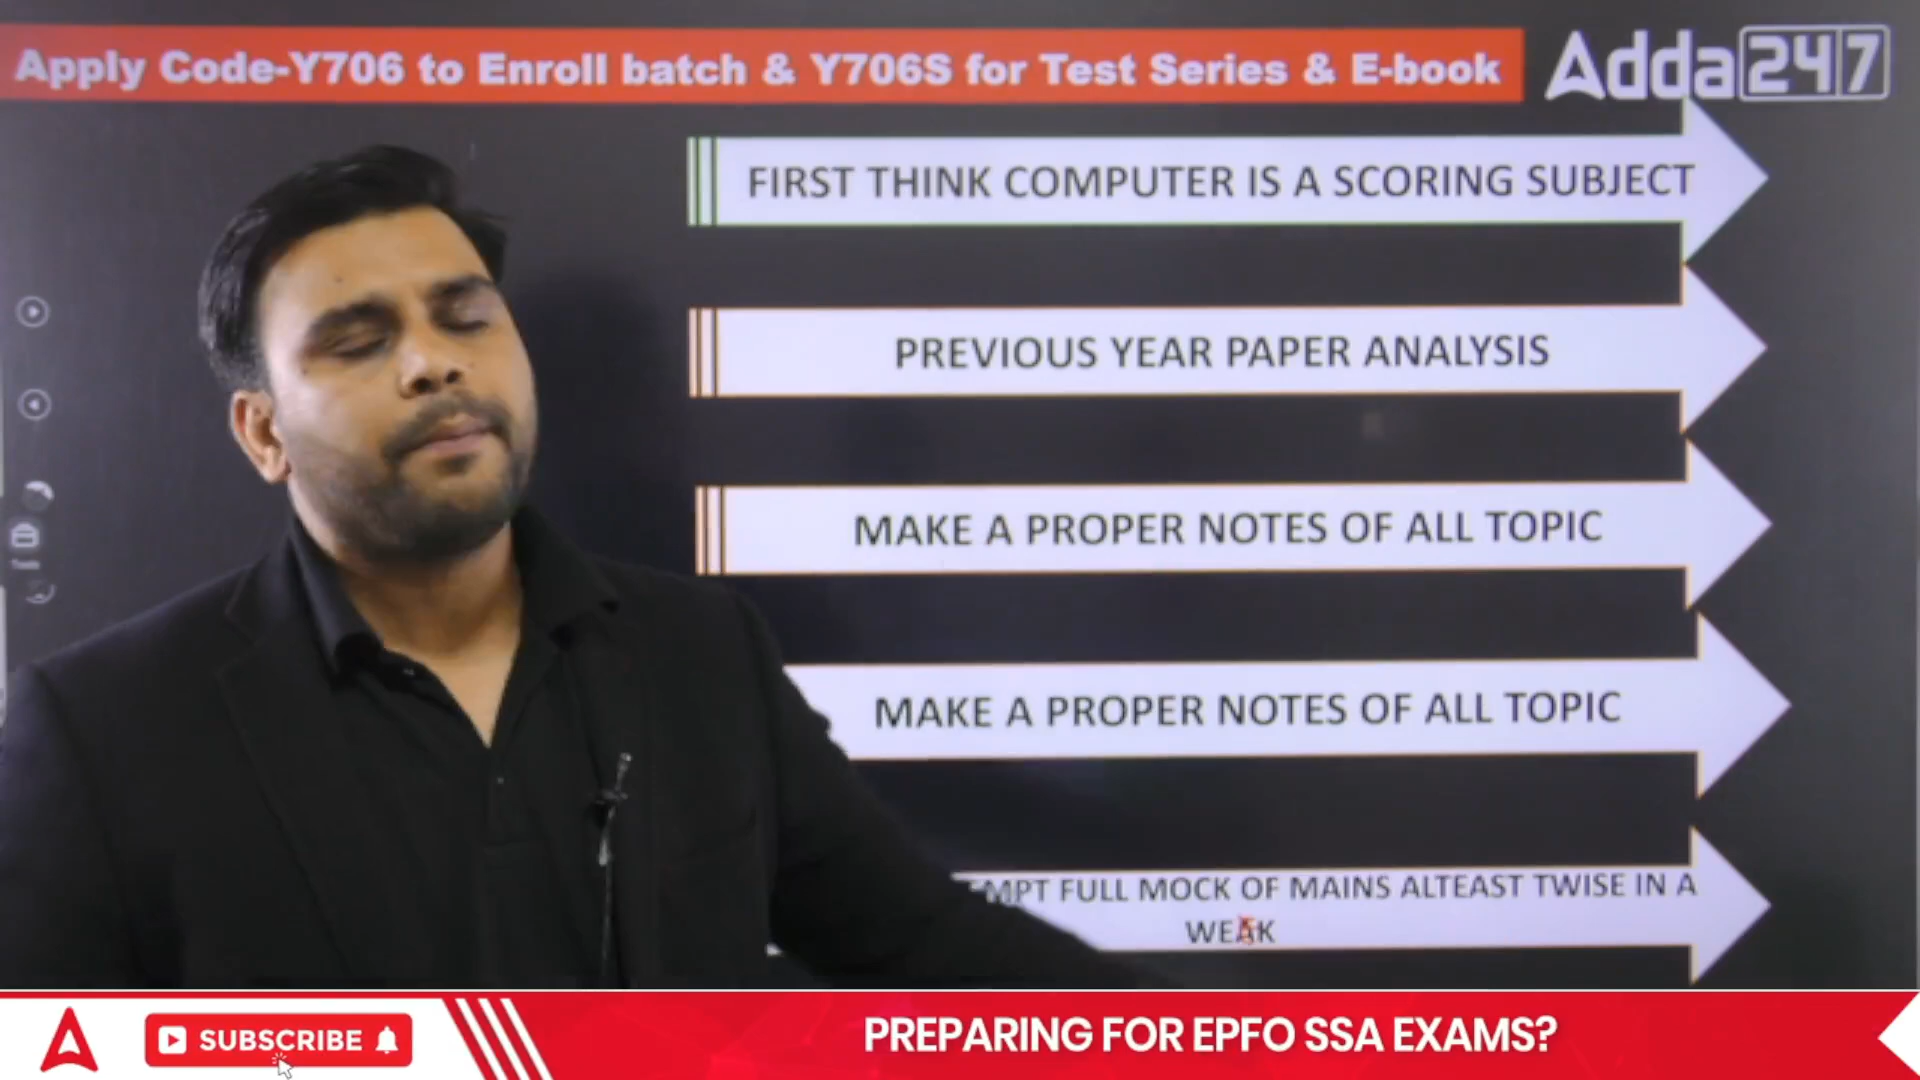 Apply Code-Y706 to Enroll batch & Y706S for Test Series & E-book
Adda247
FIRST THINK COMPUTER IS A SCORING SUBJECT
PREVIOUS YEAR PAPER ANALYSIS
MAKE A PROPER NOTES OF ALL TOPIC
MAKE A PROPER NOTES OF ALL TOPIC
FULL MOCK OF MAINS ALTEAST TWISE IN A
WEAK
SUBSCRIBE
PREPARING FOR EPFO SSA EXAMS?